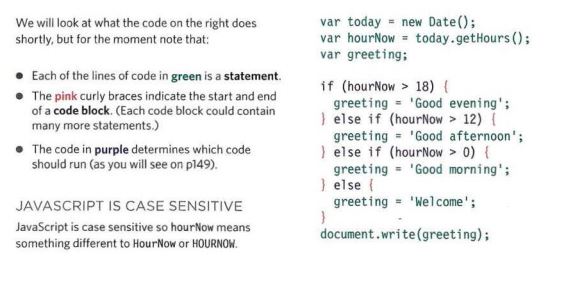 We will look at what the code on the right does
shortly, but for the moment note that:
● Each of the lines of code in green is a statement.
● The pink curly braces indicate the start and end
of a code block. (Each code block could contain
many more statements.)
● The code in purple determines which code
should run (as you will see on p149).
JAVASCRIPT IS CASE SENSITIVE
JavaScript is case sensitive so hourNow means
something different to HourNow or HOURNOW.
var today = new Date();
var hourNow = today.getHours();
var greeting;
if (hourNow > 18) {
greeting = 'Good evening';
} else if (hourNow > 12) {
greeting = 'Good afternoon';
} else if (hourNow > 0) {
greeting = 'Good morning';
} else {
greeting = 'Welcome';
}
document.write(greeting);